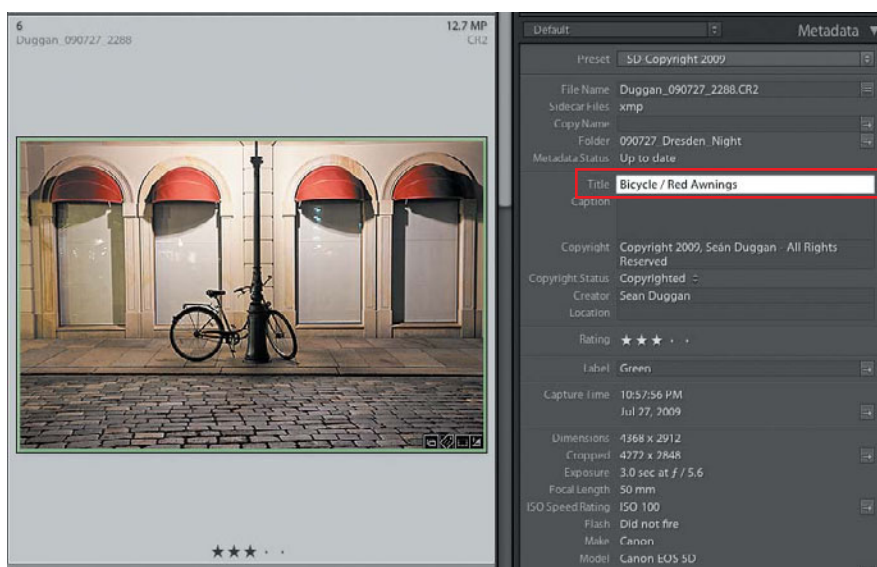 6
12.7 MP
Duggan_090727_2288
CR2
Default
Metadata
Preset
SD Copyright 2009
File Name Duggan_090727_2288.CR2
Sidecar Files xmp
Copy Name
Folder 090727_Dresden_Night
Metadata Status Up to date
Title Bicycle / Red Awnings
Caption
Copyright Copyright 2009, Seán Duggan - All Rights
Reserved
Copyright Status Copyrighted
Creator Sean Duggan
Location
Rating ★ ★ ★ · ·
Label Green
Capture Time 10:57:56 PM
Jul 27, 2009
Dimensions 4368 x 2912
Cropped 4272 x 2848
Exposure 3.0 sec at ƒ / 5.6
Focal Length 50 mm
ISO Speed Rating ISO 100
Flash Did not fire
Make Canon
Model Canon EOS 5D